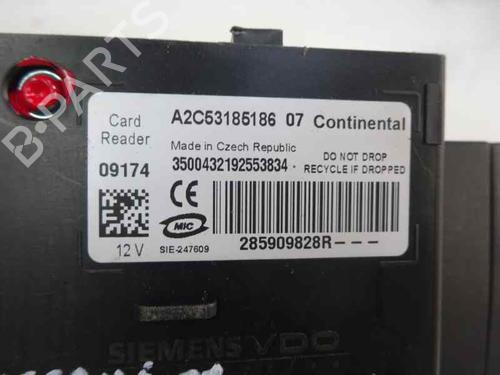 B-PARTS
Card Reader
A2C53185186 07 Continental
Made in Czech Republic
09174
3500432192553834
DO NOT DROP
RECYCLE IF DROPPED
CE
MIC
12 V
SIE-247609
285909828R---
SIEMENS VDO